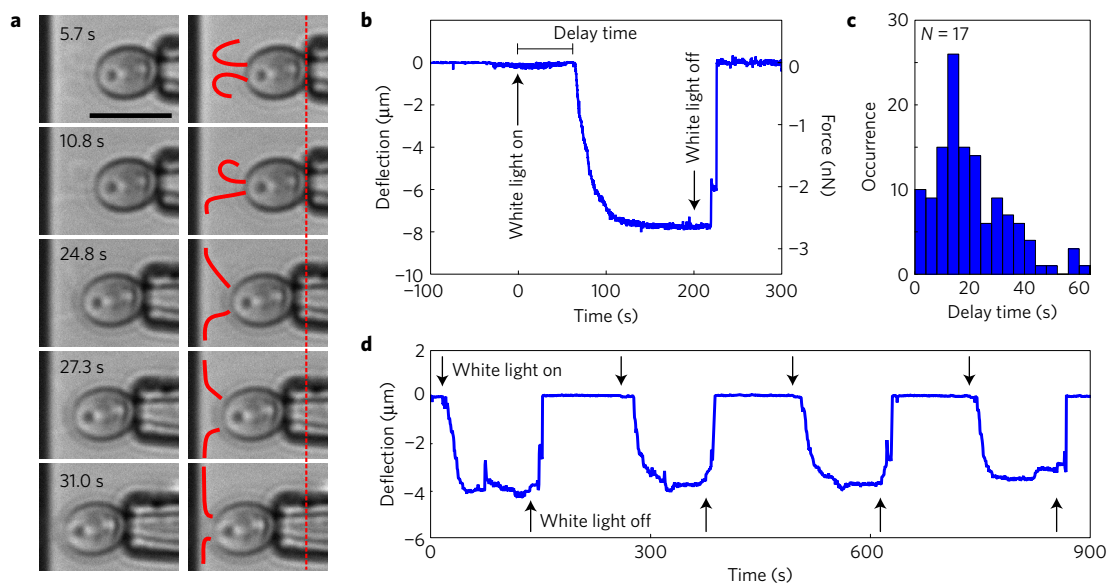 a
5.7 s
10.8 s
24.8 s
27.3 s
31.0 s
b
Delay time
White light on
White light off
Deflection (μm)
0
−2
−4
−6
−8
−10
Force (nN)
0
−1
−2
−3
−100
0
100
200
300
Time (s)
c
N = 17
Occurrence
30
20
10
0
0
20
40
60
Delay time (s)
d
White light on
White light off
Deflection (μm)
2
0
−2
−4
−6
0
300
600
900
Time (s)